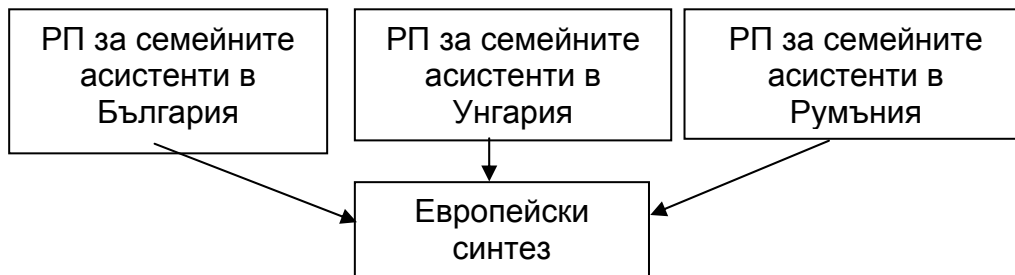 РП за семейните
асистенти в
България
РП за семейните
асистенти в
Унгария
РП за семейните
асистенти в
Румъния
Европейски
синтез